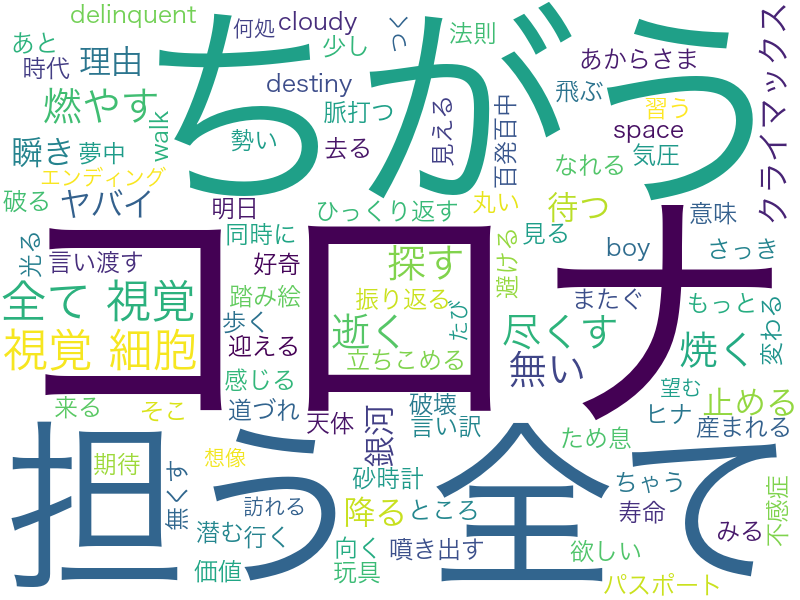 delinquent
何処
cloudy
つく
法則
クライマックス
あと
時代
理由
少し
あからさま
destiny
ちがう
燃やす
walk
脈打つ
見える
百発百中
飛ぶ
習う
space
勢い
去る
気圧
瞬き
夢中
なれる
エンディング
破る
ヤバイ
明日
ひっくり返す
丸い
待つ
意味
光る
言い渡す
同時に
好奇
探す
避ける
見る
boy
さっき
コロナ
全て 視覚
踏み絵
振り返る
たび
またぐ
もっと
変わる
視覚 細胞
歩く
迎える
逝く
立ちこめる
尽くす
無い
焼く
感じる
望む
来る
そこ
道づれ
天体
銀河
破壊
言い訳
ヒナ
止める
産まれる
担う 全て
期待
無くす
想像
訪れる
砂時計
ため息
ちゃう
不感症
潜む
行く
降る
ところ
寿命
みる
価値
向く
玩具
噴き出す
欲しい
パスポート